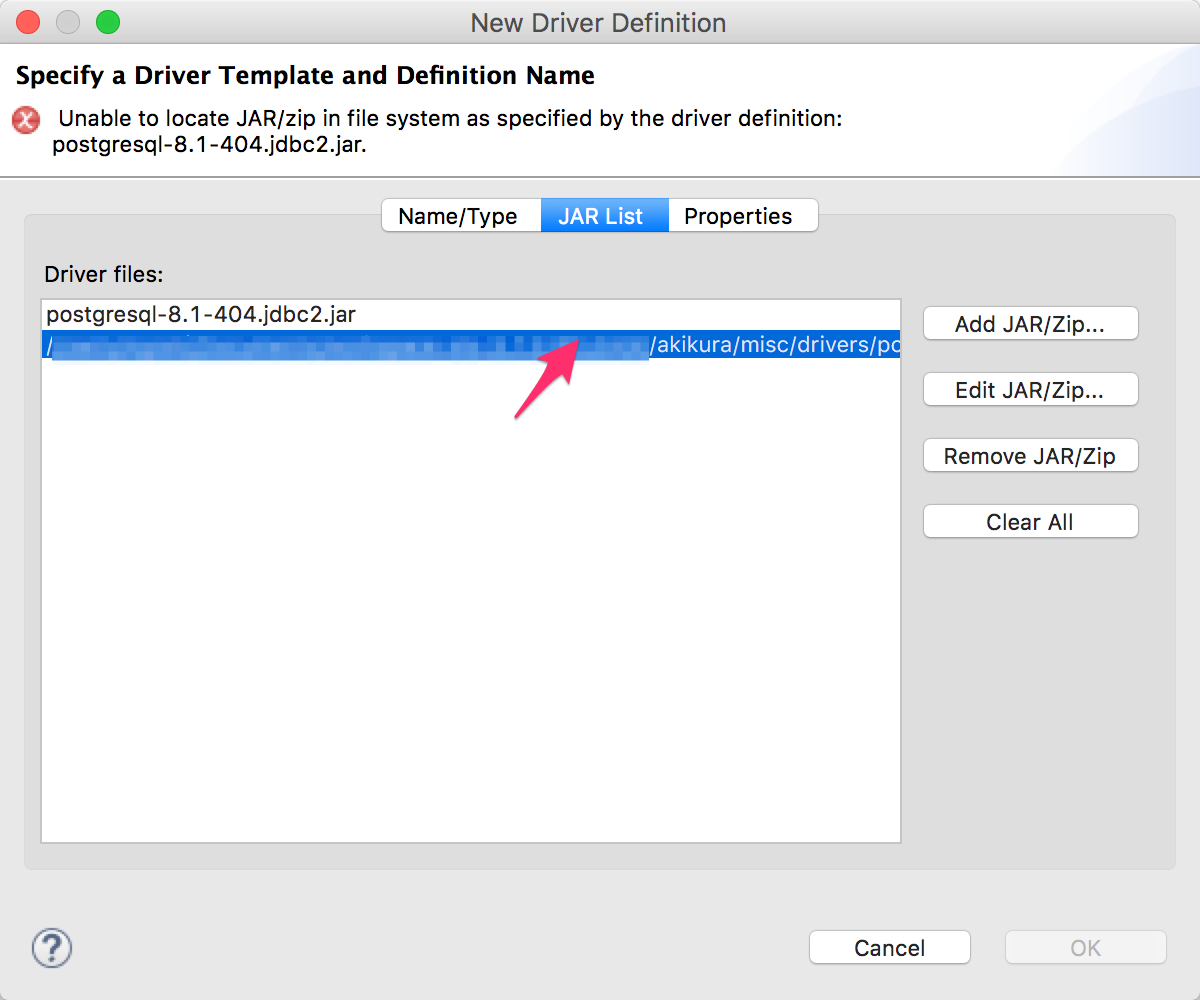 New Driver Definition
Specify a Driver Template and Definition Name
Unable to locate JAR/zip in file system as specified by the driver definition:
postgresql-8.1-404.jdbc2.jar.
Name/Type JAR List Properties
Driver files:
postgresql-8.1-404.jdbc2.jar
/akikura/misc/drivers/po
Add JAR/Zip...
Edit JAR/Zip...
Remove JAR/Zip
Clear All
?
Cancel OK